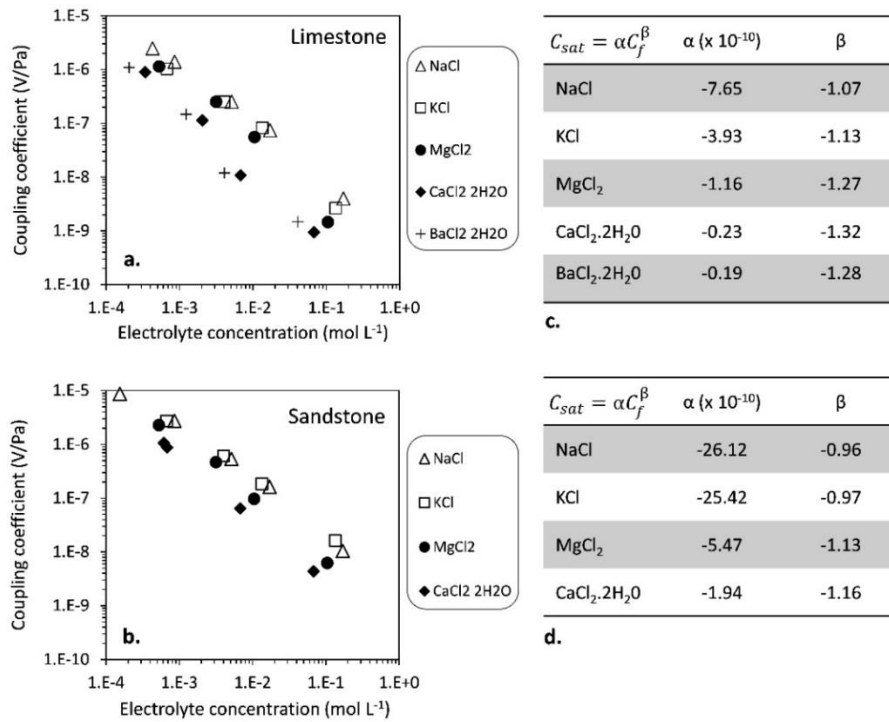 1.E-5
1.E-6
1.E-7
1.E-8
1.E-9
1.E-10
Coupling coefficient (V/Pa)
Limestone
a.
1.E-4 1.E-3 1.E-2 1.E-1 1.E+0
Electrolyte concentration (mol L⁻¹)
NaCl
KCl
MgCl2
CaCl2 2H2O
BaCl2 2H2O
C_sat = αC_f^β α (x 10⁻¹⁰) β
NaCl -7.65 -1.07
KCl -3.93 -1.13
MgCl₂ -1.16 -1.27
CaCl₂.2H₂0 -0.23 -1.32
BaCl₂.2H₂0 -0.19 -1.28
c.
1.E-5
1.E-6
1.E-7
1.E-8
1.E-9
1.E-10
Coupling coefficient (V/Pa)
Sandstone
b.
1.E-4 1.E-3 1.E-2 1.E-1 1.E+0
Electrolyte concentration (mol L⁻¹)
NaCl
KCl
MgCl2
CaCl2 2H2O
C_sat = αC_f^β α (x 10⁻¹⁰) β
NaCl -26.12 -0.96
KCl -25.42 -0.97
MgCl₂ -5.47 -1.13
CaCl₂.2H₂0 -1.94 -1.16
d.